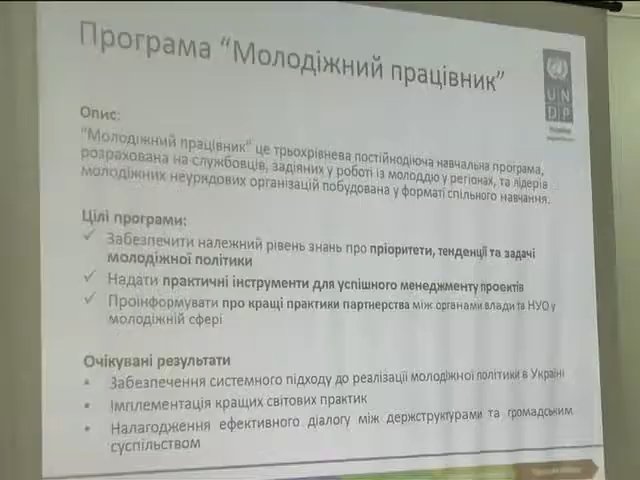 Програма “Молодіжний працівник”
UN
DP
Опис:
“Молодіжний працівник” це трьохрівнева постійнодіюча навчальна програма,
розрахована на службовців, задіяних у роботі із молоддю у регіонах, та лідерів
молодіжних неурядових організацій побудована у форматі спільного навчання.
Цілі програми:
✓ Забезпечити належний рівень знань про пріоритети, тенденції та задачі
молодіжної політики
✓ Надати практичні інструменти для успішного менеджменту проектів
✓ Проінформувати про кращі практики партнерства між органами влади та НУО у
молодіжній сфері
Очікувані результати
• Забезпечення системного підходу до реалізації молодіжної політики в Україні
• Імплементація кращих світових практик
• Налагодження ефективного діалогу між держструктурами та громадським
суспільством